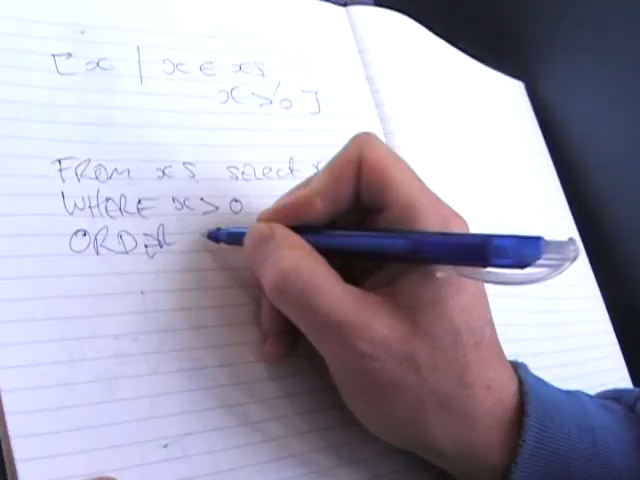 [x | x ∈ xs
x > 0]
FROM xs select
WHERE x > 0
ORDER